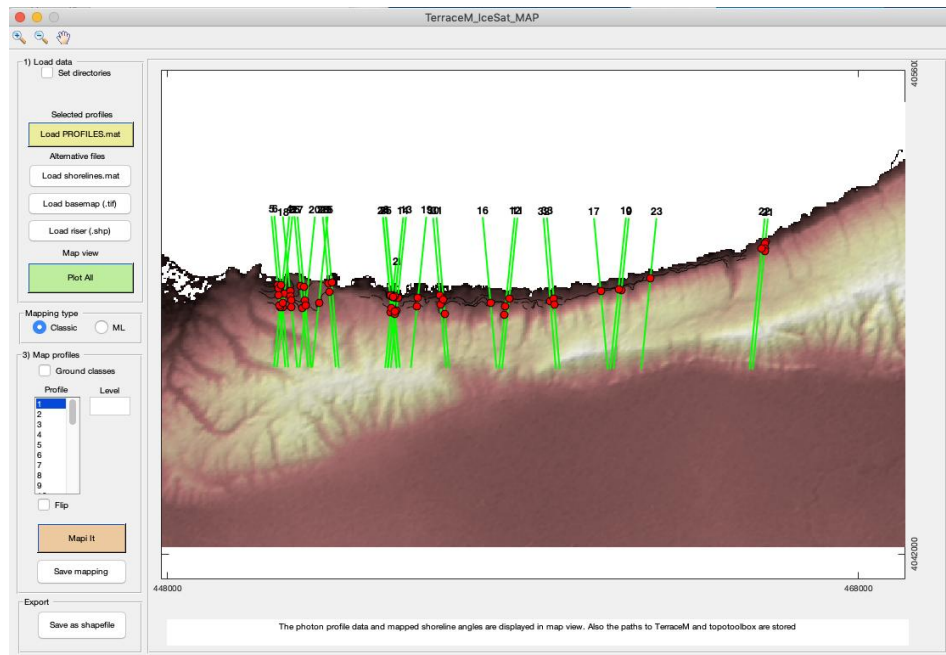 TerraceM_IceSat_MAP
1) Load data
Set directories
Selected profiles
Load PROFILES.mat
Alternative files
Load shorelines.mat
Load basemap (.tif)
Load riser (.shp)
Map view
Plot All
Mapping type
Classic
ML
3) Map profiles
Ground classes
Profile
Level
1
2
3
4
5
6
7
8
9
Flip
Mapi It
Save mapping
Export
Save as shapefile
16
17
23
448000
468000
4042000
The photon profile data and mapped shoreline angles are displayed in map view. Also the paths to TerraceM and topotoolbox are stored